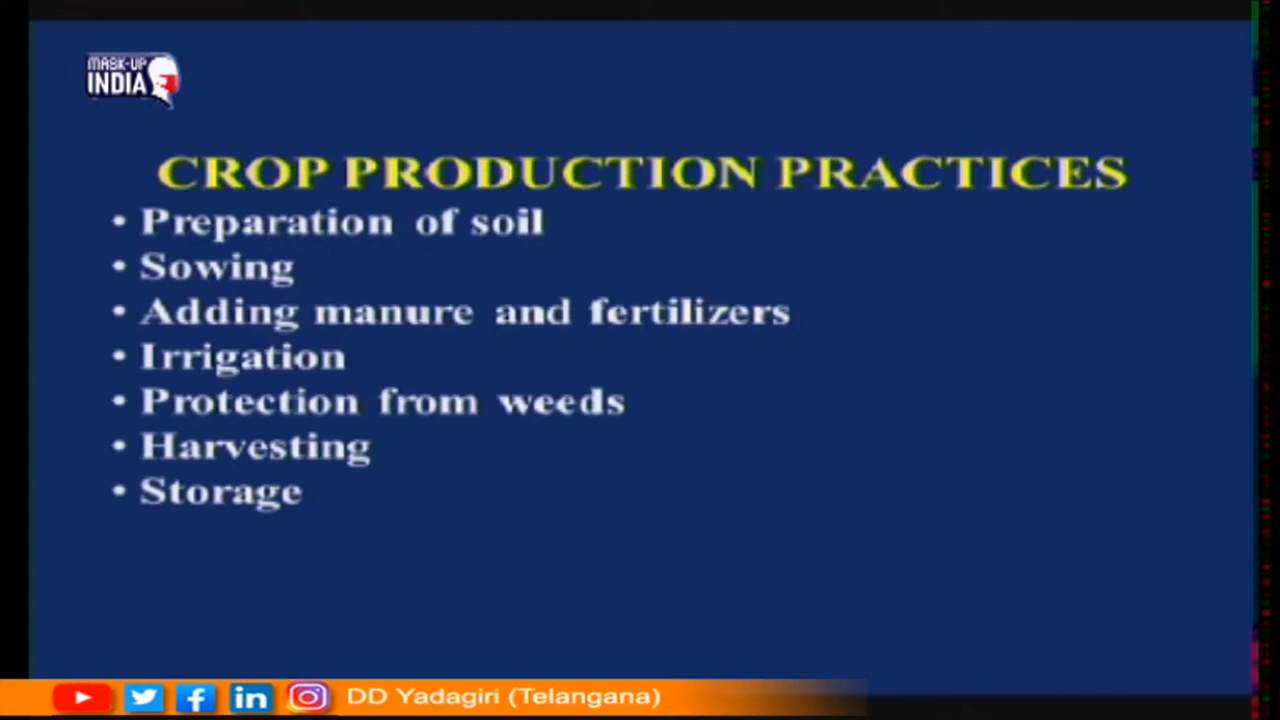 MASK-UP
INDIA
CROP PRODUCTION PRACTICES
• Preparation of soil
• Sowing
• Adding manure and fertilizers
• Irrigation
• Protection from weeds
• Harvesting
• Storage
DD Yadagiri (Telangana)